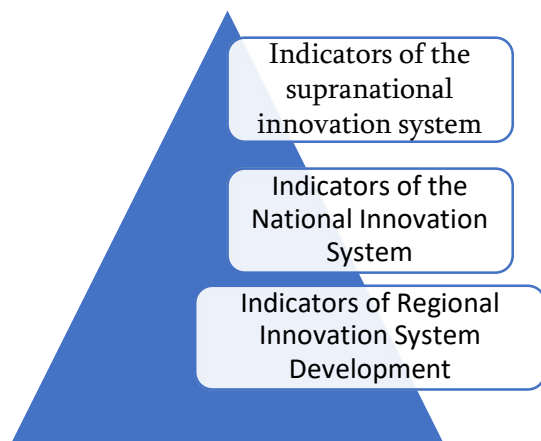 Indicators of the
supranational
innovation system
Indicators of the
National Innovation
System
Indicators of Regional
Innovation System
Development